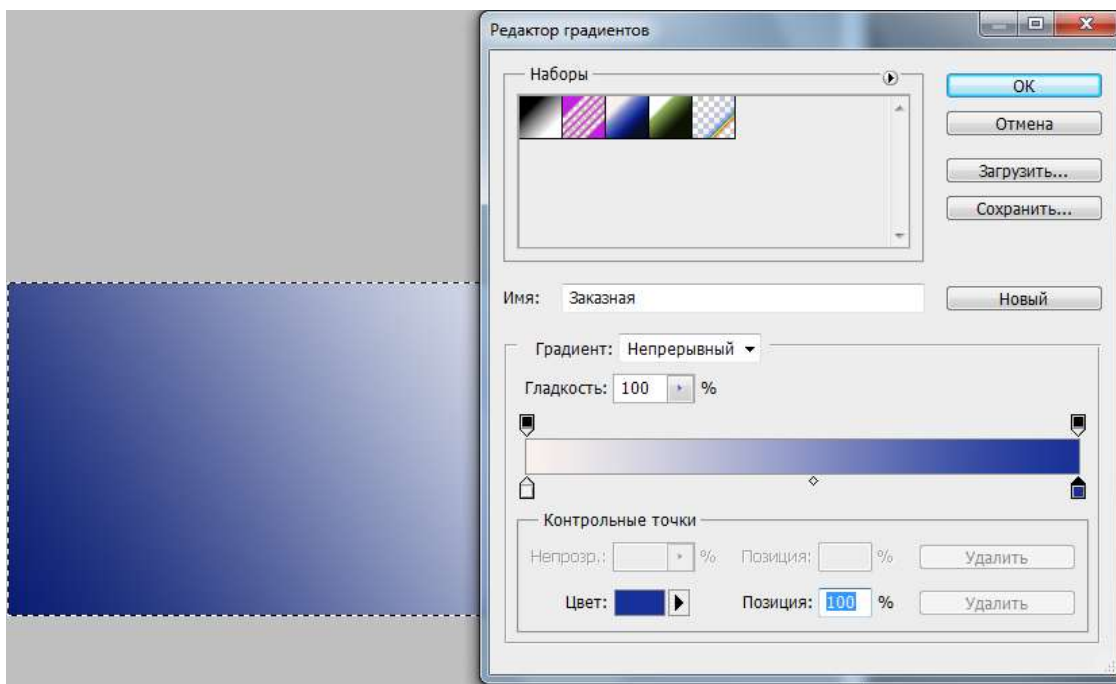 Редактор градиентов
Наборы
ОК
Отмена
Загрузить...
Сохранить...
Имя: Заказная
Новый
Градиент: Непрерывный
Гладкость: 100 %
Контрольные точки
Непрозр.: % Позиция: % Удалить
Цвет: Позиция: 100 % Удалить